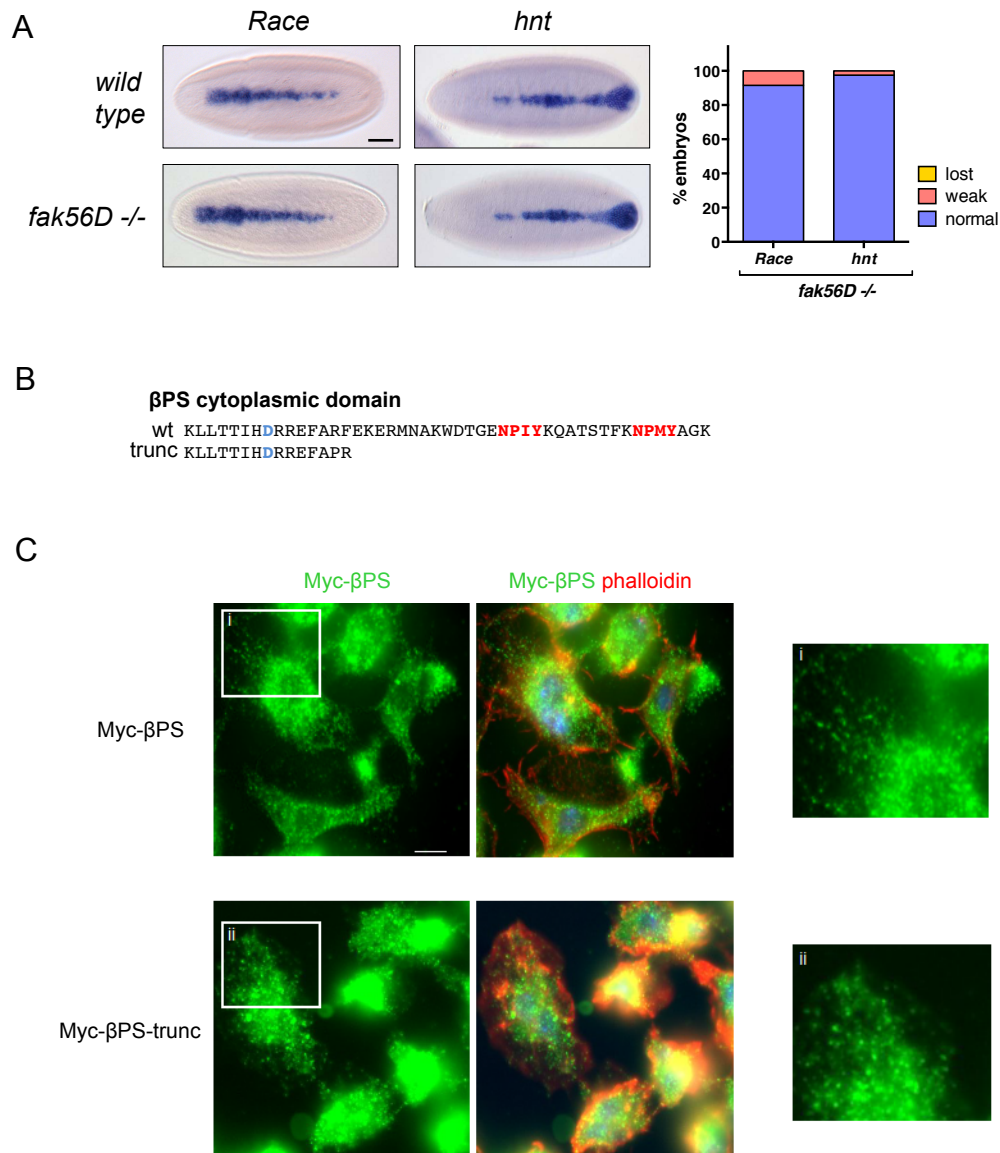 A
Race
hnt
wild
type
fak56D -/-
% embryos
100
80
60
40
20
0
Race
hnt
fak56D -/-
lost
weak
normal
B
βPS cytoplasmic domain
wt KLLTTIHDRREFARFEKERMNAKWDTGENPIYKQATSTFKNPMYAGK
trunc KLLTTIHDRREFAPR
C
Myc-βPS
Myc-βPS phalloidin
Myc-βPS
i
i
Myc-βPS-trunc
ii
ii